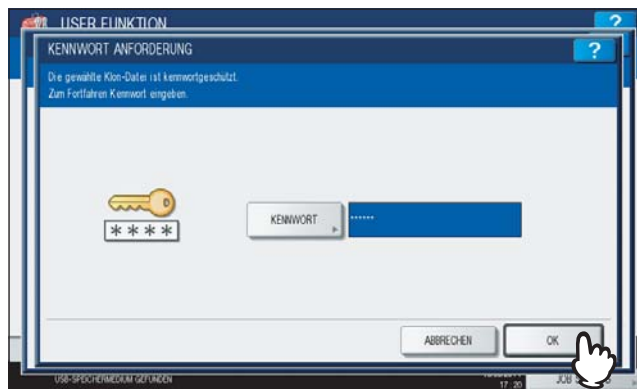 USER FUNKTION
?
KENNWORT ANFORDERUNG
?
Die gewählte Klon-Datei ist kennwortgeschützt.
Zum Fortfahren Kennwort eingeben.
****
KENNWORT
******
ABBRECHEN
OK
USB-SPEICHERMEDIUM GEFUNDEN
17:20
JOB